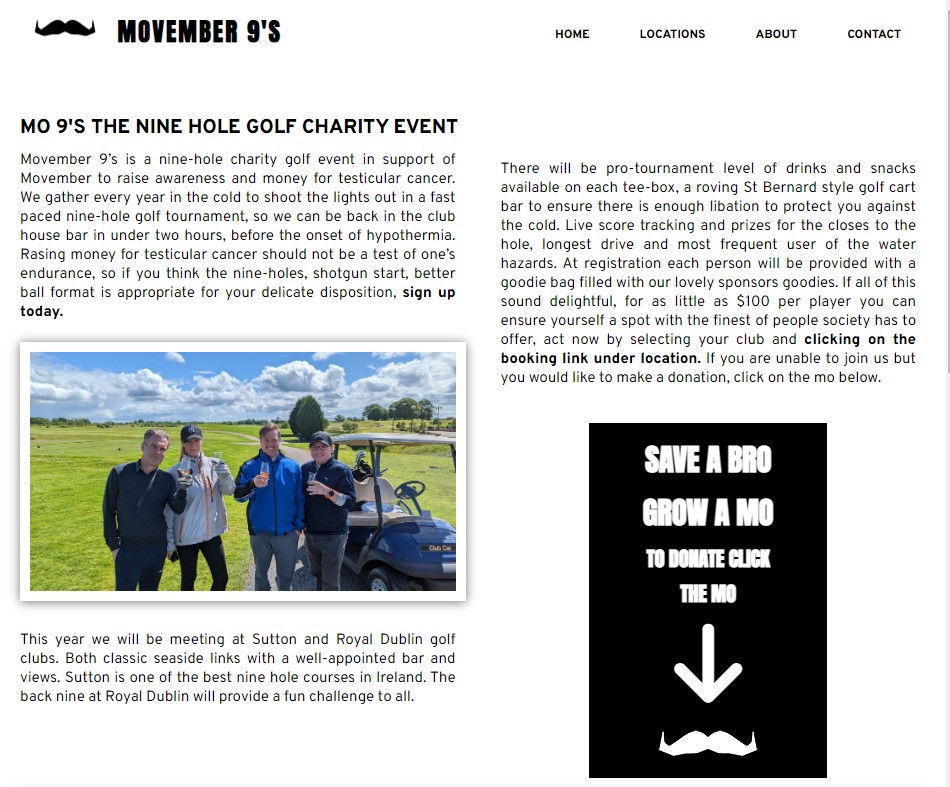 MOVEMBER 9'S
HOME
LOCATIONS
ABOUT
CONTACT
MO 9'S THE NINE HOLE GOLF CHARITY EVENT
Movember 9’s is a nine-hole charity golf event in support of
Movember to raise awareness and money for testicular cancer.
We gather every year in the cold to shoot the lights out in a fast
paced nine-hole golf tournament, so we can be back in the club
house bar in under two hours, before the onset of hypothermia.
Rasing money for testicular cancer should not be a test of one’s
endurance, so if you think the nine-holes, shotgun start, better
ball format is appropriate for your delicate disposition, sign up
today.
Club Car
This year we will be meeting at Sutton and Royal Dublin golf
clubs. Both classic seaside links with a well-appointed bar and
views. Sutton is one of the best nine hole courses in Ireland. The
back nine at Royal Dublin will provide a fun challenge to all.
There will be pro-tournament level of drinks and snacks
available on each tee-box, a roving St Bernard style golf cart
bar to ensure there is enough libation to protect you against
the cold. Live score tracking and prizes for the closes to the
hole, longest drive and most frequent user of the water
hazards. At registration each person will be provided with a
goodie bag filled with our lovely sponsors goodies. If all of this
sound delightful, for as little as $100 per player you can
ensure yourself a spot with the finest of people society has to
offer, act now by selecting your club and clicking on the
booking link under location. If you are unable to join us but
you would like to make a donation, click on the mo below.
SAVE A BRO
GROW A MO
TO DONATE CLICK
THE MO